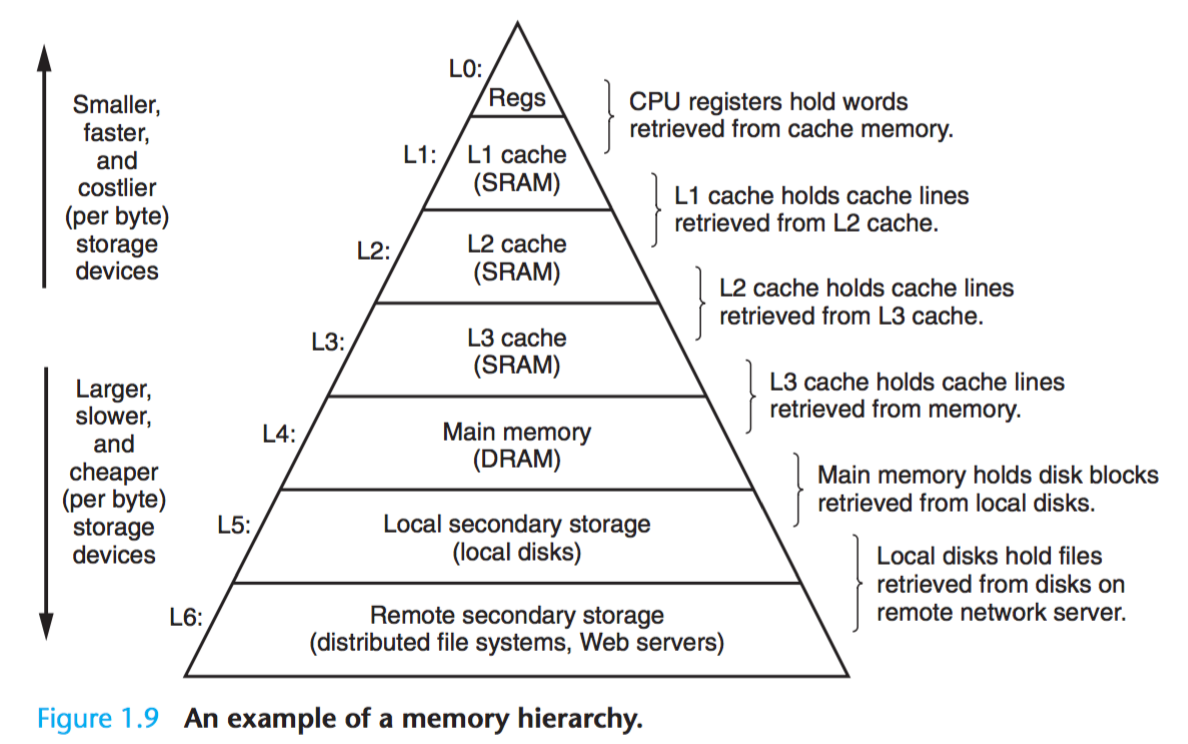 L0:
Regs
CPU registers hold words
retrieved from cache memory.
Smaller,
faster,
and
costlier
(per byte)
storage
devices
L1:
L1 cache
(SRAM)
L1 cache holds cache lines
retrieved from L2 cache.
L2:
L2 cache
(SRAM)
L2 cache holds cache lines
retrieved from L3 cache.
L3:
L3 cache
(SRAM)
L3 cache holds cache lines
retrieved from memory.
Larger,
slower,
and
cheaper
(per byte)
storage
devices
L4:
Main memory
(DRAM)
Main memory holds disk blocks
retrieved from local disks.
L5:
Local secondary storage
(local disks)
Local disks hold files
retrieved from disks on
remote network server.
L6:
Remote secondary storage
(distributed file systems, Web servers)
Figure 1.9 An example of a memory hierarchy.